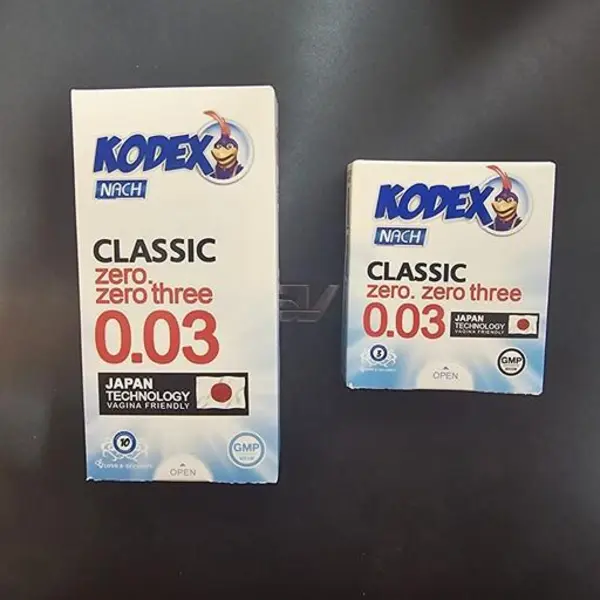 KODEX
NACH
CLASSIC
zero.
zero three
0.03
JAPAN
TECHNOLOGY
VAGINA FRIENDLY
10
GMP
OPEN
KODEX
NACH
CLASSIC
zero. zero three
0.03
JAPAN
TECHNOLOGY
VAGINA FRIENDLY
GMP
OPEN